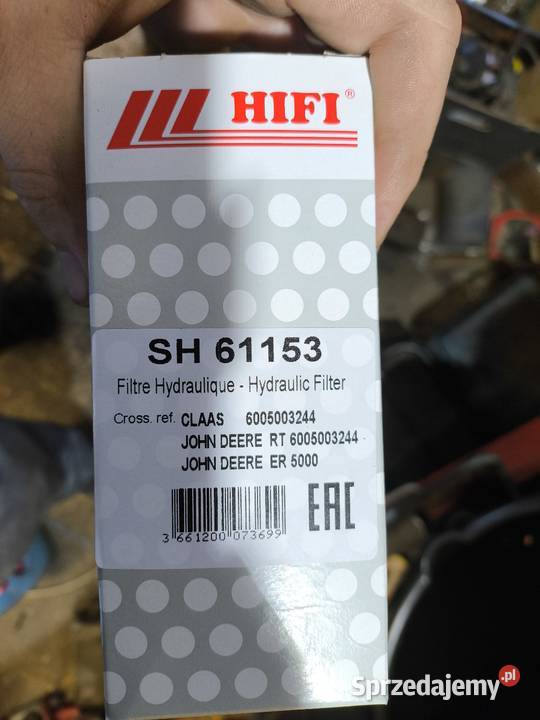 HIFI®
SH 61153
Filtre Hydraulique - Hydraulic Filter
Cross. ref. CLAAS 6005003244
JOHN DEERE RT 6005003244
JOHN DEERE ER 5000
3 661200 073699
EAC
Sprzedajemy.pl